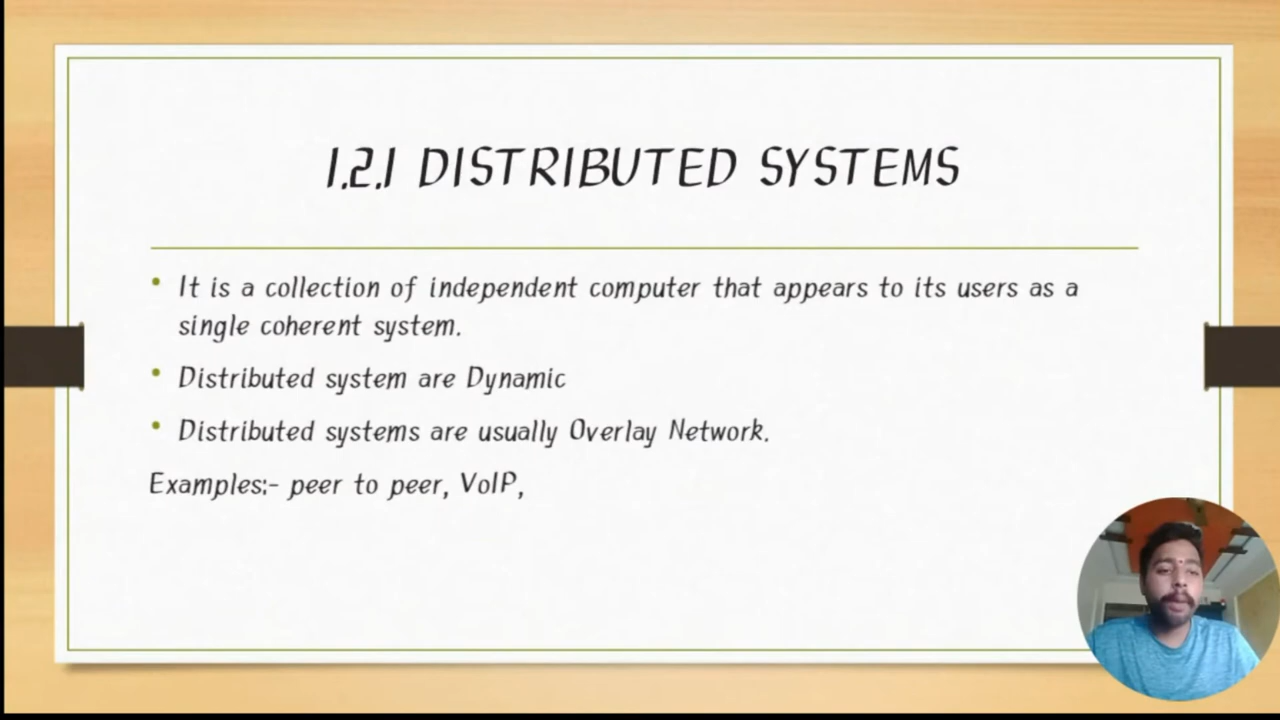 1.2.1 DISTRIBUTED SYSTEMS
• It is a collection of independent computer that appears to its users as a
single coherent system.
• Distributed system are Dynamic
• Distributed systems are usually Overlay Network.
Examples:- peer to peer, VoIP,